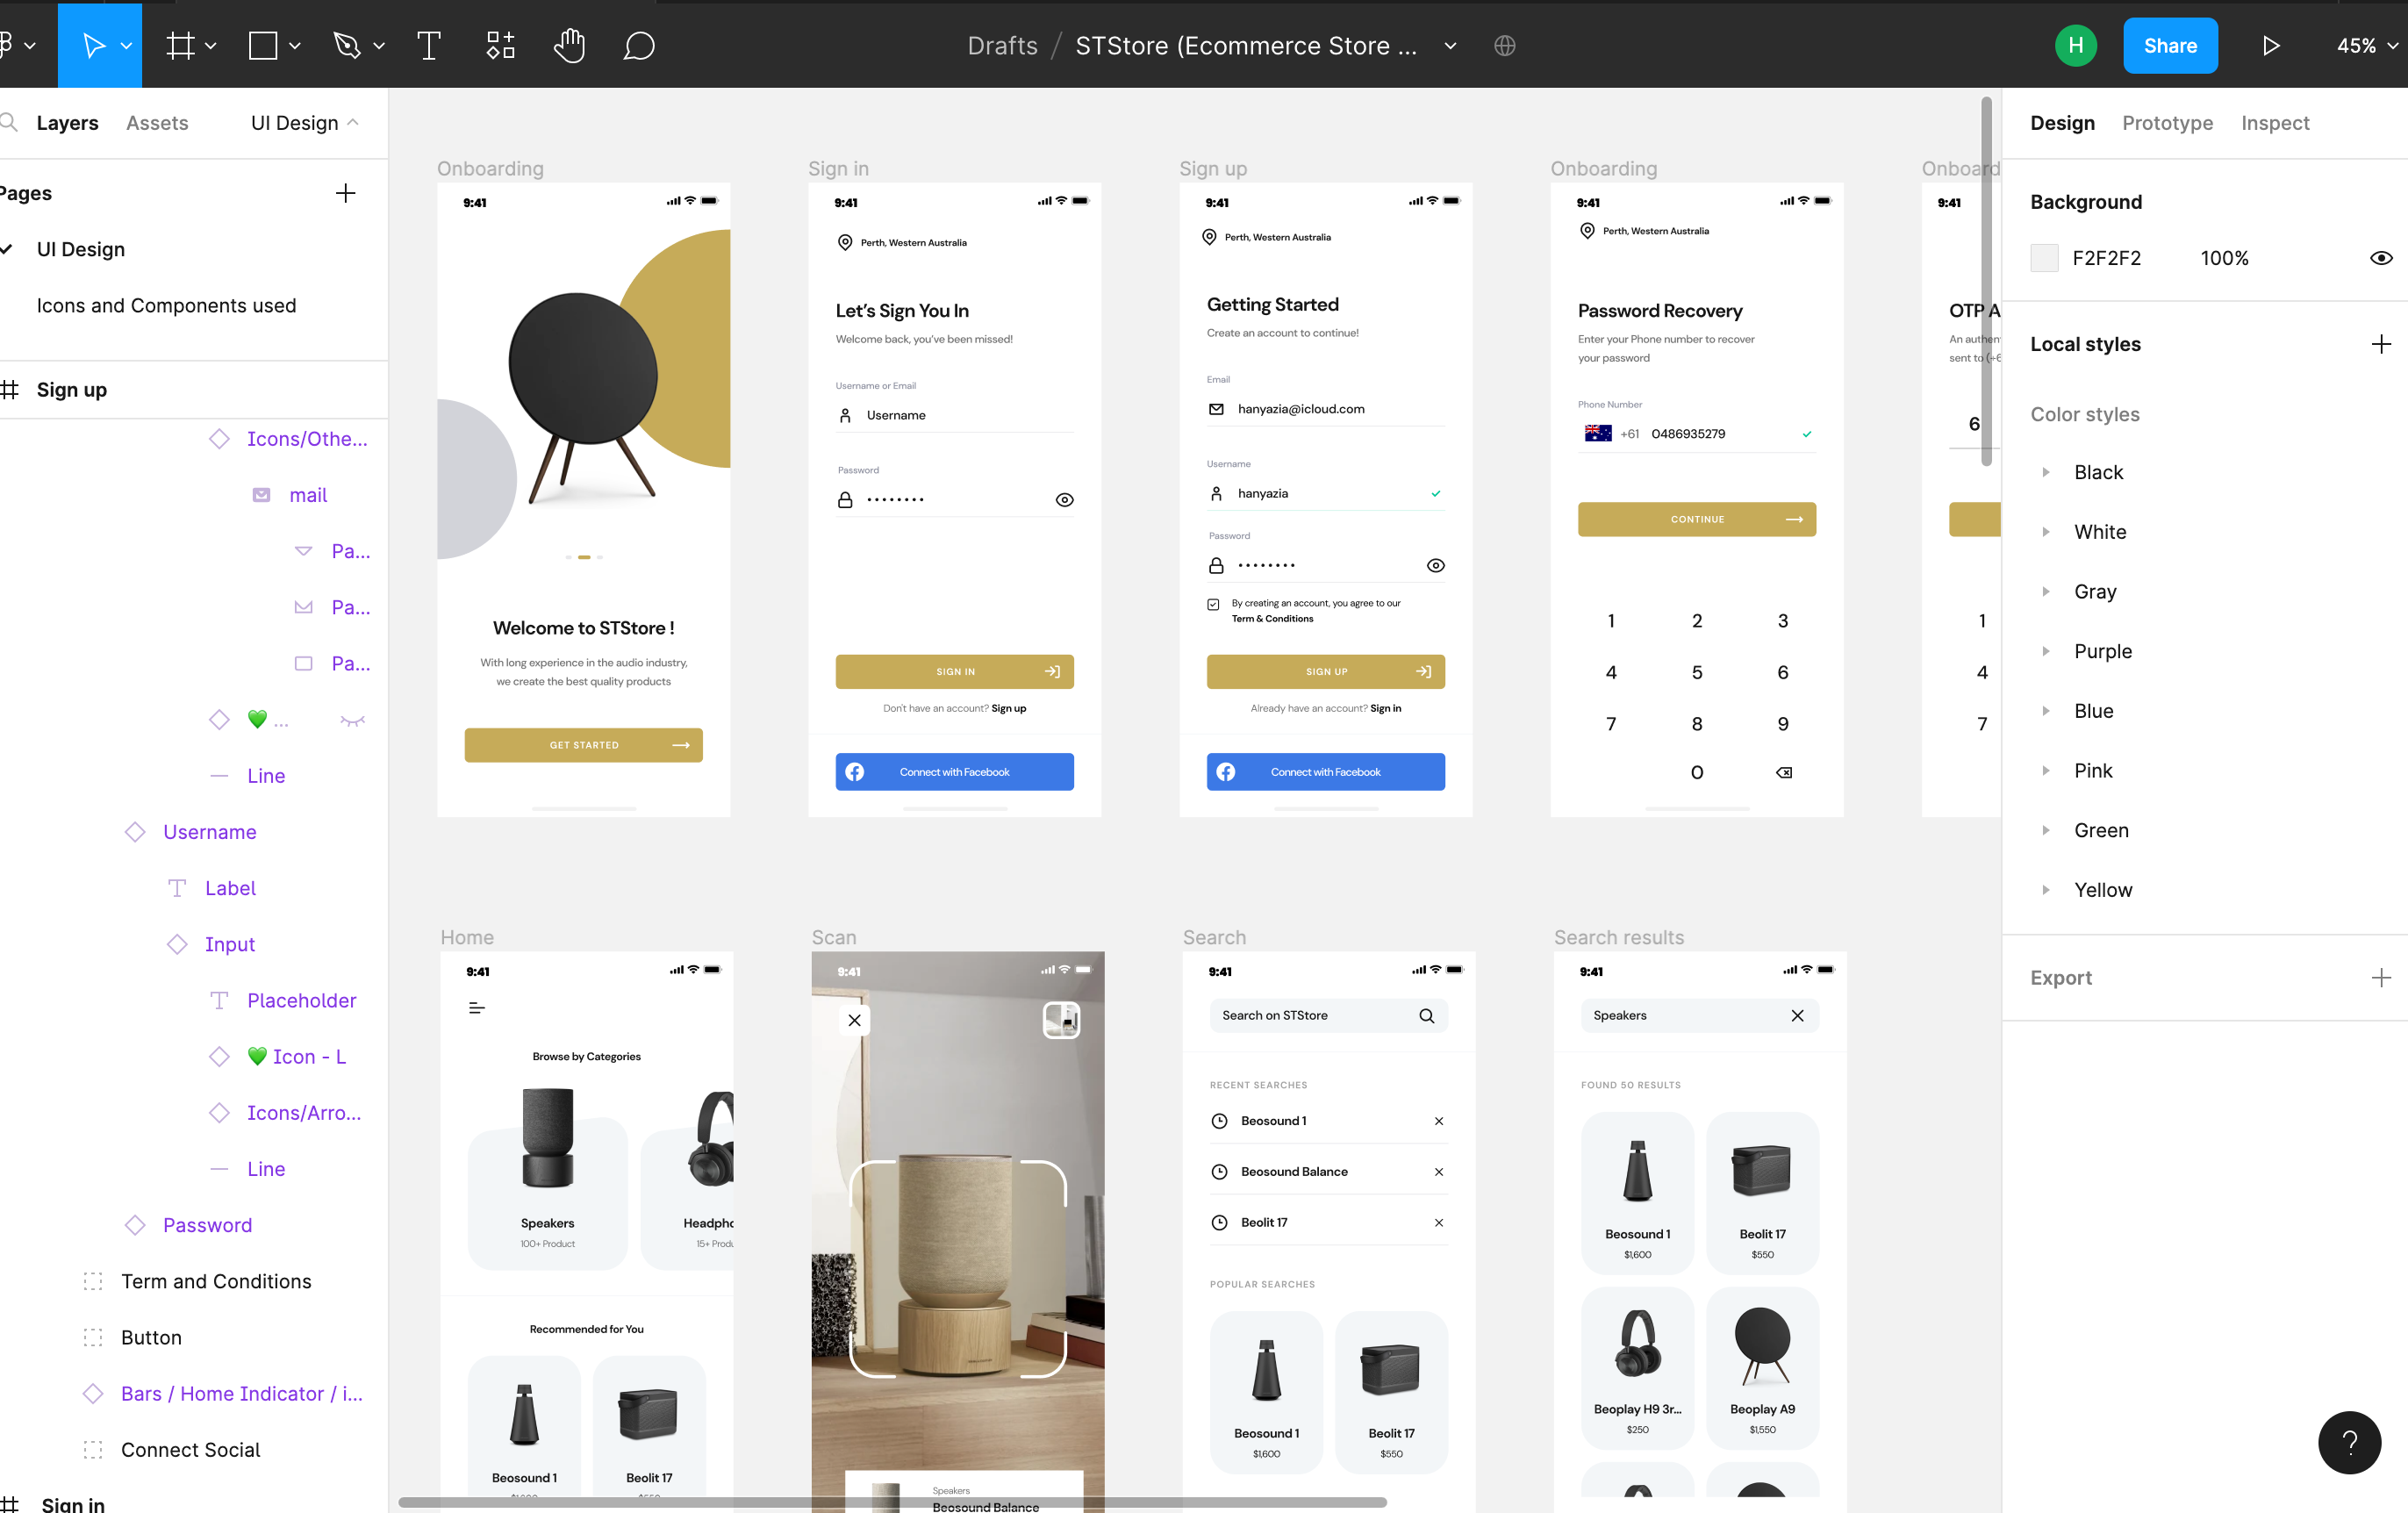 Drafts / STStore (Ecommerce Store ...
H
Share
45%
Layers
Assets
UI Design
Pages
UI Design
Icons and Components used
Sign up
Icons/Othe...
mail
Pa...
Pa...
Pa...
💚 ...
Line
Username
Label
Input
Placeholder
💚 Icon - L
Icons/Arro...
Line
Password
Term and Conditions
Button
Bars / Home Indicator / i...
Connect Social
Sign in
Onboarding
9:41
Welcome to STStore !
With long experience in the audio industry,
we create the best quality products
GET STARTED
Sign in
9:41
Perth, Western Australia
Let's Sign You In
Welcome back, you've been missed!
Username or Email
Username
Password
SIGN IN
Don't have an account? Sign up
Connect with Facebook
Sign up
9:41
Perth, Western Australia
Getting Started
Create an account to continue!
Email
hanyazia@icloud.com
Username
hanyazia
Password
By creating an account, you agree to our
Term & Conditions
SIGN UP
Already have an account? Sign in
Connect with Facebook
Onboarding
9:41
Perth, Western Australia
Password Recovery
Enter your Phone number to recover
your password
Phone Number
+61 0486935279
CONTINUE
1 2 3
4 5 6
7 8 9
0
Onboard
9:41
OTP A
An authen
sent to (+6
6
1
4
7
Home
9:41
Browse by Categories
Speakers
100+ Product
Headpho
15+ Produ
Recommended for You
Beosound 1
Beolit 17
Scan
9:41
Speakers
Beosound Balance
Search
9:41
Search on STStore
RECENT SEARCHES
Beosound 1
Beosound Balance
Beolit 17
POPULAR SEARCHES
Beosound 1
$1,600
Beolit 17
$550
Search results
9:41
Speakers
FOUND 50 RESULTS
Beosound 1
$1,600
Beolit 17
$550
Beoplay H9 3r...
$250
Beoplay A9
$1,550
Design
Prototype
Inspect
Background
F2F2F2
100%
Local styles
Color styles
Black
White
Gray
Purple
Blue
Pink
Green
Yellow
Export
?